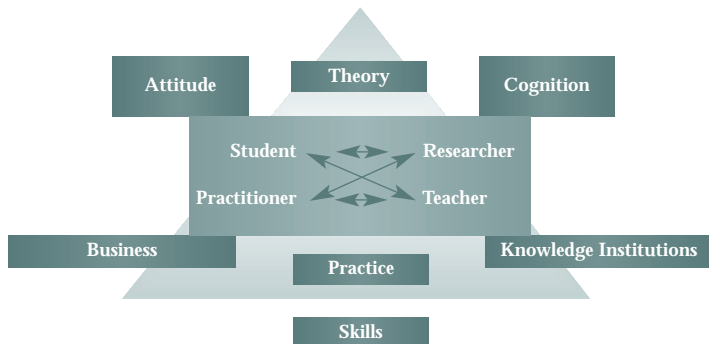 Theory
Attitude
Cognition
Student
Researcher
Practitioner
Teacher
Business
Knowledge Institutions
Practice
Skills